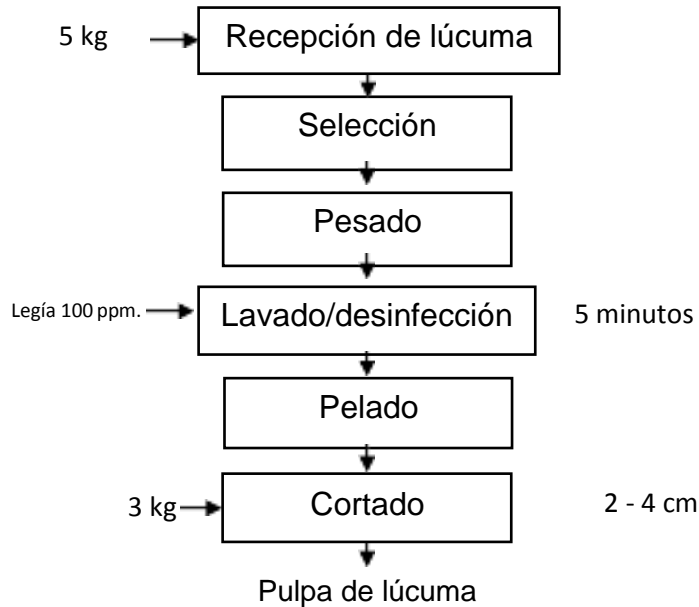 5 kg
Recepción de lúcuma
Selección
Pesado
Legía 100 ppm.
Lavado/desinfección
5 minutos
Pelado
3 kg
Cortado
2 - 4 cm
Pulpa de lúcuma